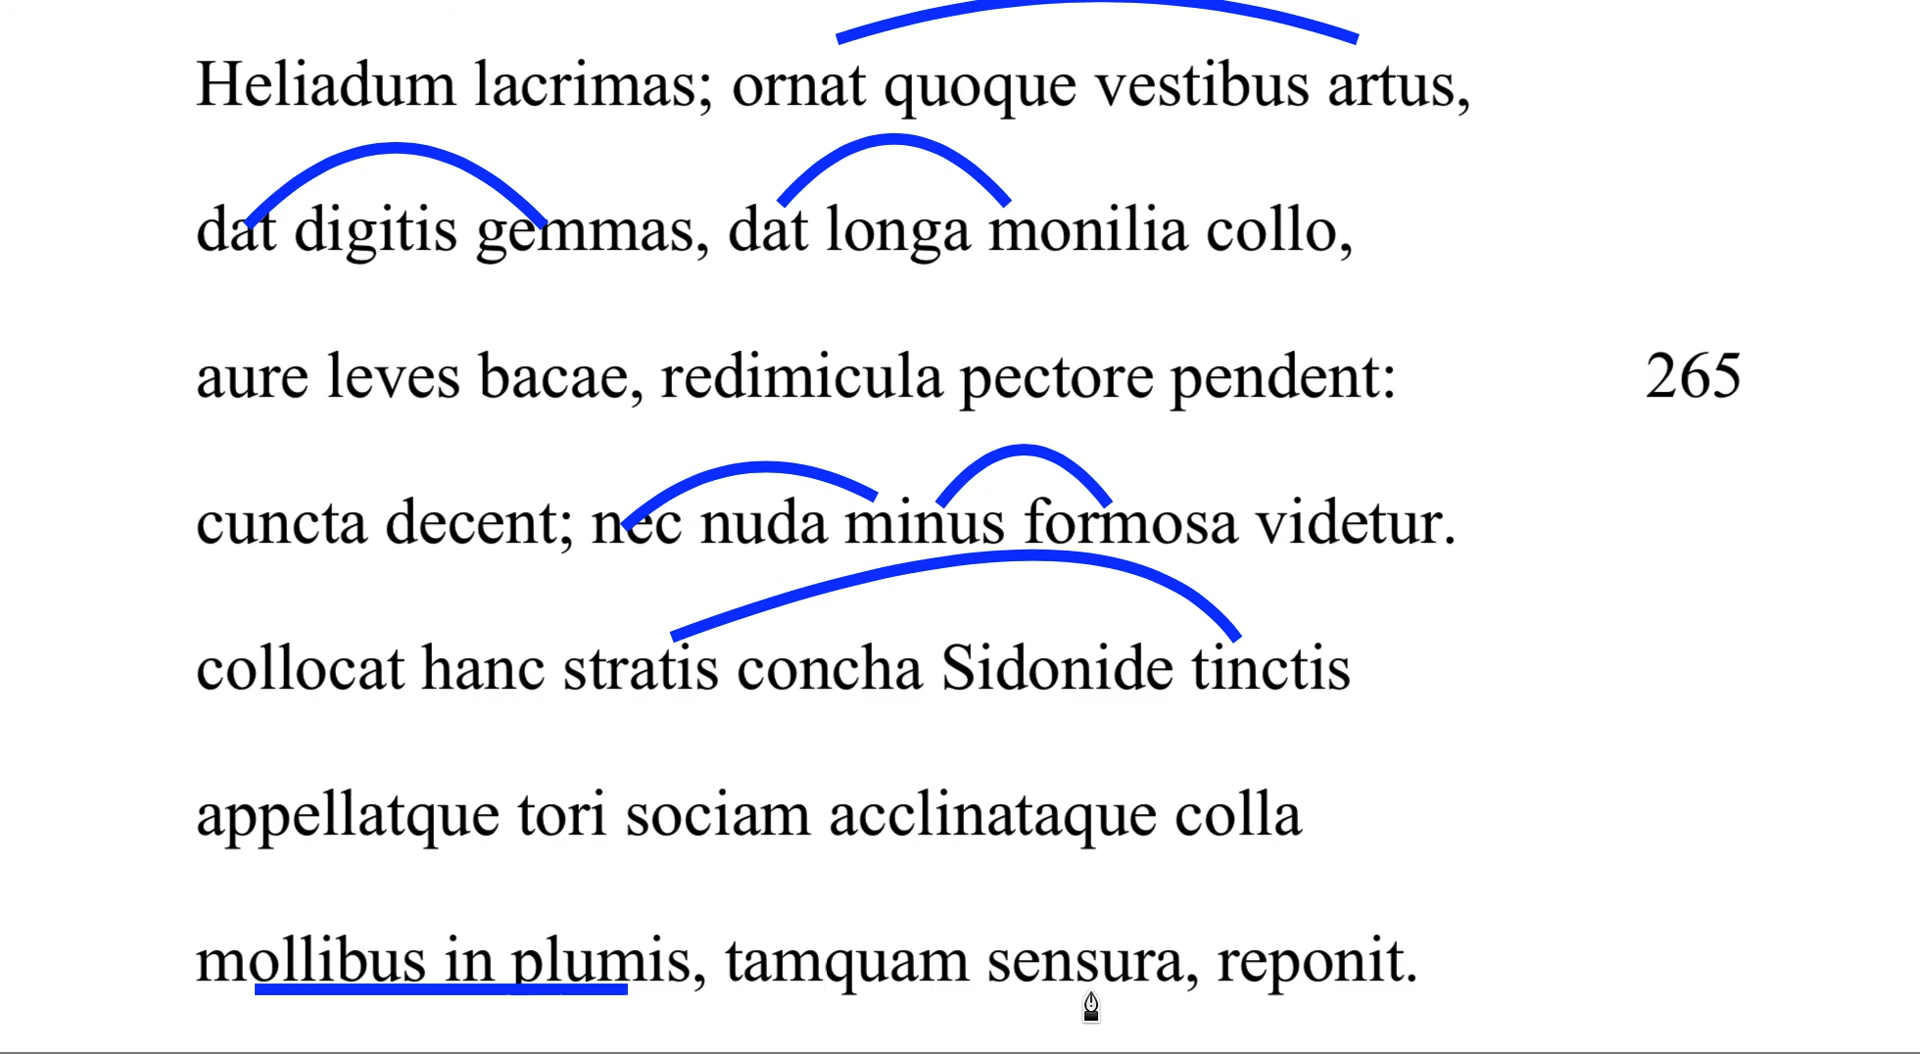 Heliadum lacrimas; ornat quoque vestibus artus,
dat digitis gemmas, dat longa monilia collo,
aure leves bacae, redimicula pectore pendent: 265
cuncta decent; nec nuda minus formosa videtur.
collocat hanc stratis concha Sidonide tinctis
appellatque tori sociam acclinataque colla
mollibus in plumis, tamquam sensura, reponit.